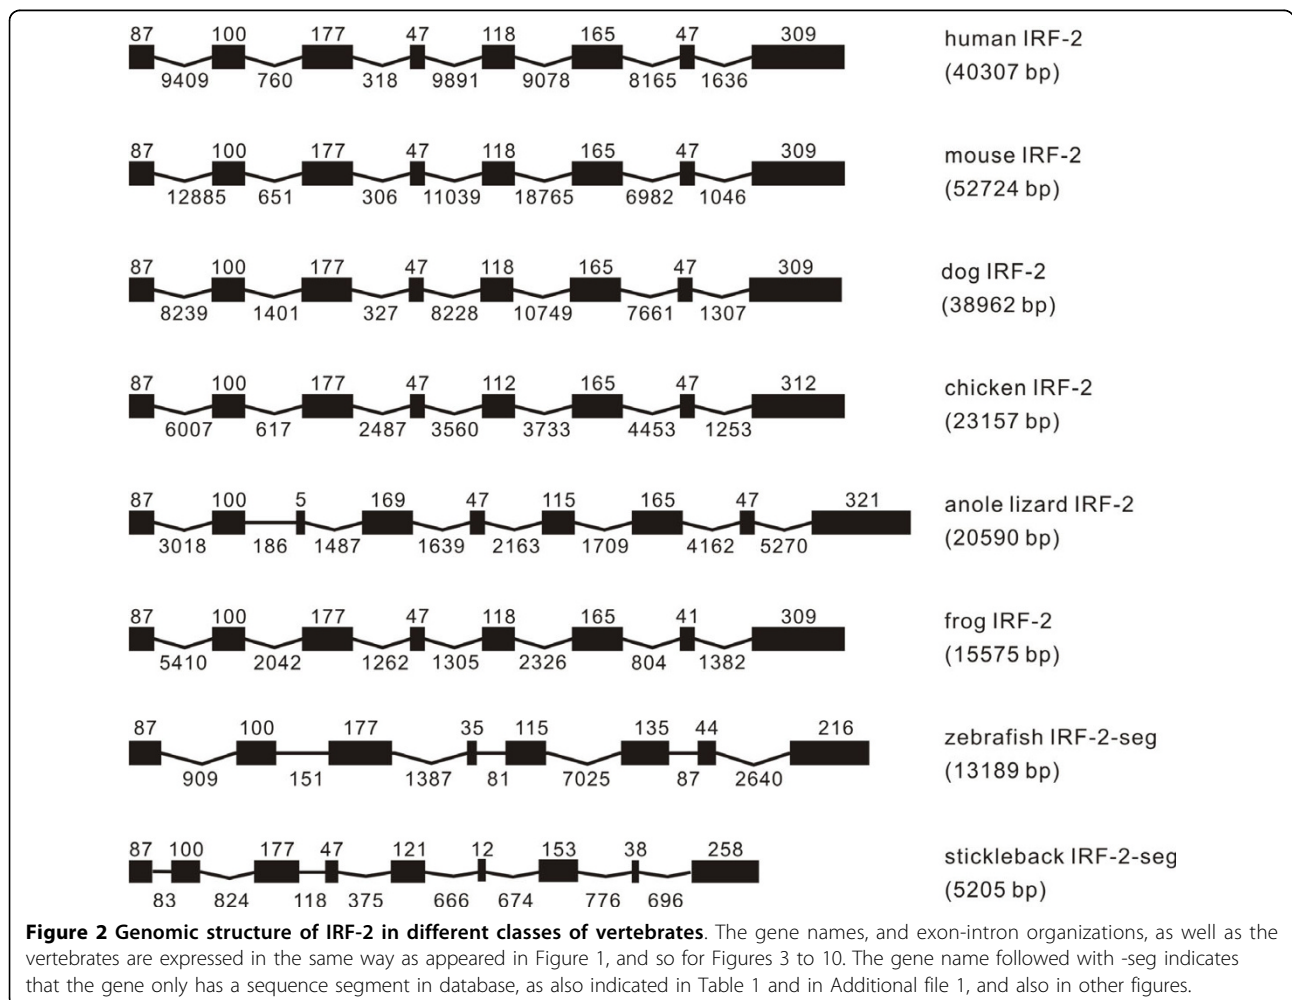 87 100 177 47 118 165 47 309 human IRF-2
9409 760 318 9891 9078 8165 1636 (40307 bp)
87 100 177 47 118 165 47 309 mouse IRF-2
12885 651 306 11039 18765 6982 1046 (52724 bp)
87 100 177 47 118 165 47 309 dog IRF-2
8239 1401 327 8228 10749 7661 1307 (38962 bp)
87 100 177 47 112 165 47 312 chicken IRF-2
6007 617 2487 3560 3733 4453 1253 (23157 bp)
87 100 5 169 47 115 165 47 321 anole lizard IRF-2
3018 186 1487 1639 2163 1709 4162 5270 (20590 bp)
87 100 177 47 118 165 41 309 frog IRF-2
5410 2042 1262 1305 2326 804 1382 (15575 bp)
87 100 177 35 115 135 44 216 zebrafish IRF-2-seg
909 151 1387 81 7025 87 2640 (13189 bp)
87 100 177 47 121 12 153 38 258 stickleback IRF-2-seg
83 824 118 375 666 674 776 696 (5205 bp)
Figure 2 Genomic structure of IRF-2 in different classes of vertebrates. The gene names, and exon-intron organizations, as well as the
vertebrates are expressed in the same way as appeared in Figure 1, and so for Figures 3 to 10. The gene name followed with -seg indicates
that the gene only has a sequence segment in database, as also indicated in Table 1 and in Additional file 1, and also in other figures.